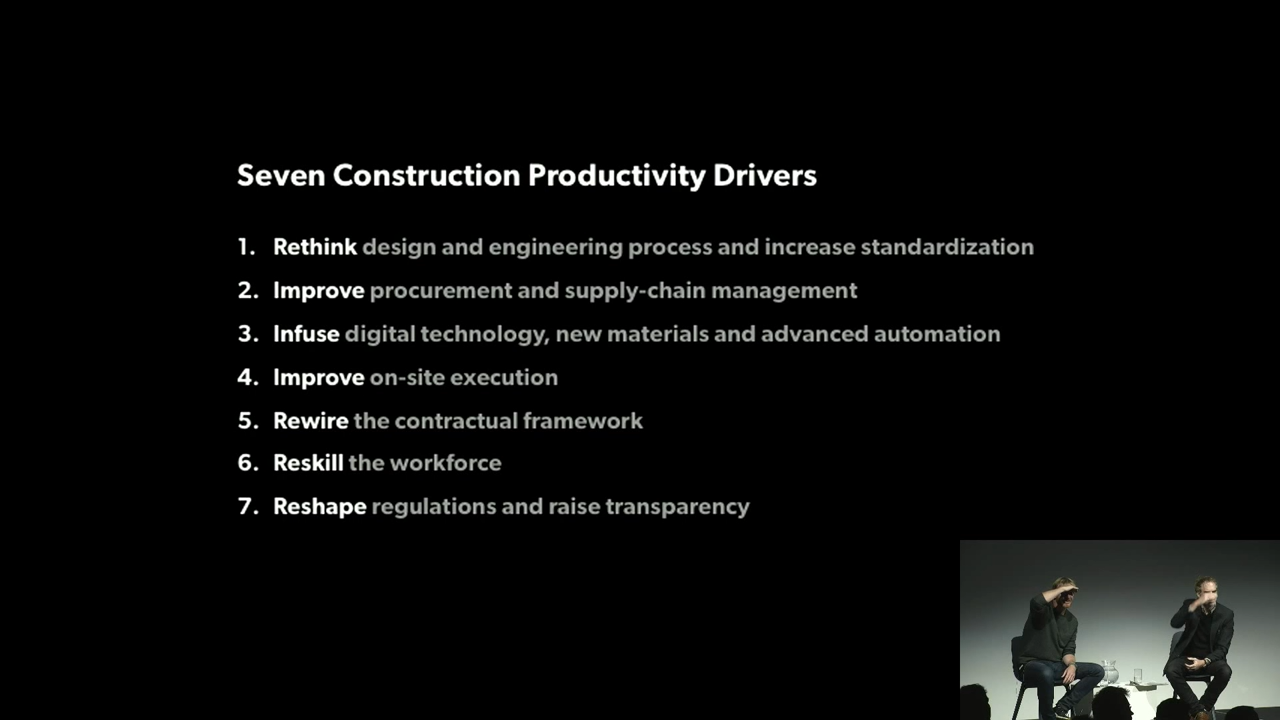 Seven Construction Productivity Drivers
1. Rethink design and engineering process and increase standardization
2. Improve procurement and supply-chain management
3. Infuse digital technology, new materials and advanced automation
4. Improve on-site execution
5. Rewire the contractual framework
6. Reskill the workforce
7. Reshape regulations and raise transparency